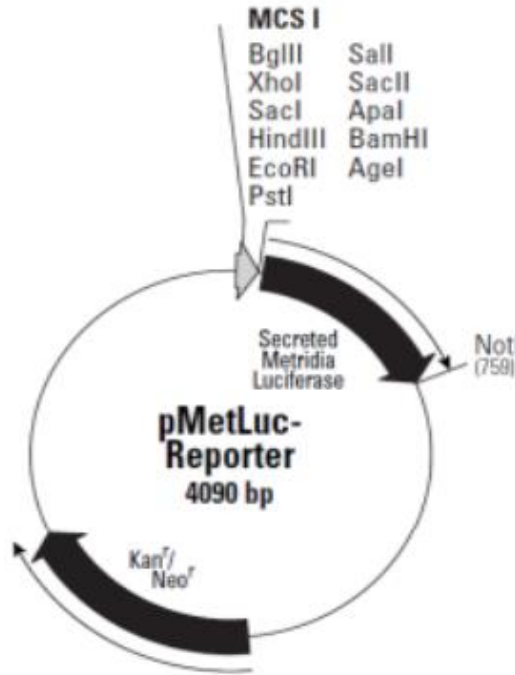 MCS I
BglII SalI
XhoI SacII
SacI ApaI
HindIII BamHI
EcoRI AgeI
PstI
Secreted
Metridia
Luciferase
Not
(759)
pMetLuc-
Reporter
4090 bp
Kanʳ/
Neoʳ